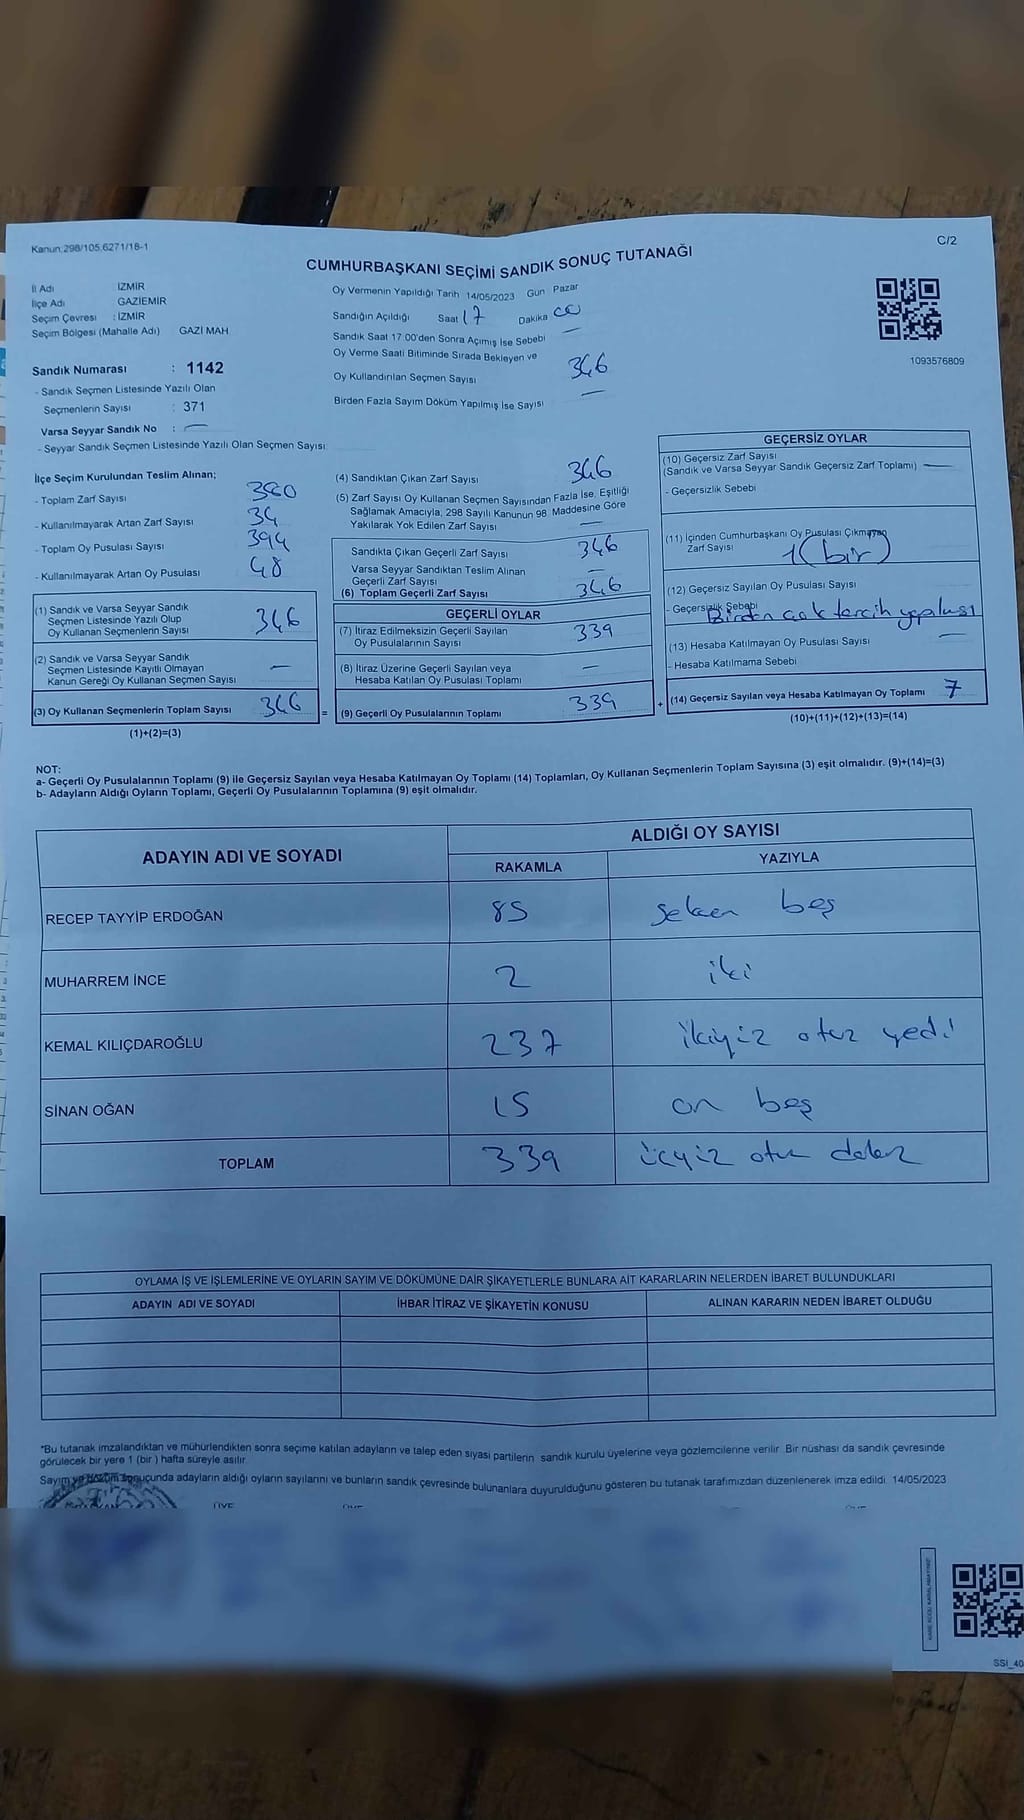 Kanun:298/105.6271/18-1
C/2
CUMHURBAŞKANI SEÇİMİ SANDIK SONUÇ TUTANAĞI
İl Adı İZMİR
İlçe Adı GAZİEMİR
Seçim Çevresi : İZMİR
Seçim Bölgesi (Mahalle Adı) GAZİ MAH
Sandık Numarası : 1142
- Sandık Seçmen Listesinde Yazılı Olan
Seçmenlerin Sayısı : 371
Varsa Seyyar Sandık No : —
- Seyyar Sandık Seçmen Listesinde Yazılı Olan Seçmen Sayısı
Oy Vermenin Yapıldığı Tarih 14/05/2023 Gün Pazar
Sandığın Açıldığı Saat 17 Dakika 00
Sandık Saat 17:00'den Sonra Açımış İse Sebebi —
Oy Verme Saati Bitiminde Sırada Bekleyen ve
Oy Kullandırılan Seçmen Sayısı 346
Birden Fazla Sayım Döküm Yapılmış İse Sayısı —
1093576809
İlçe Seçim Kurulundan Teslim Alınan;
- Toplam Zarf Sayısı 380
- Kullanılmayarak Artan Zarf Sayısı 34
- Toplam Oy Pusulası Sayısı 394
- Kullanılmayarak Artan Oy Pusulası 48
(1) Sandık ve Varsa Seyyar Sandık
Seçmen Listesinde Yazılı Olup
Oy Kullanan Seçmenlerin Sayısı 346
(2) Sandık ve Varsa Seyyar Sandık
Seçmen Listesinde Kayıtlı Olmayan
Kanun Gereği Oy Kullanan Seçmen Sayısı —
(3) Oy Kullanan Seçmenlerin Toplam Sayısı 346
(1)+(2)=(3)
=
(4) Sandıktan Çıkan Zarf Sayısı 346
(5) Zarf Sayısı Oy Kullanan Seçmen Sayısından Fazla İse, Eşitliği
Sağlamak Amacıyla, 298 Sayılı Kanunun 98. Maddesine Göre
Yakılarak Yok Edilen Zarf Sayısı —
Sandıkta Çıkan Geçerli Zarf Sayısı 346
Varsa Seyyar Sandıktan Teslim Alınan
Geçerli Zarf Sayısı —
(6) Toplam Geçerli Zarf Sayısı 346
GEÇERLİ OYLAR
(7) İtiraz Edilmeksizin Geçerli Sayılan
Oy Pusulalarının Sayısı 339
(8) İtiraz Üzerine Geçerli Sayılan veya
Hesaba Katılan Oy Pusulası Toplamı —
(9) Geçerli Oy Pusulalarının Toplamı 339
+
GEÇERSİZ OYLAR
(10) Geçersiz Zarf Sayısı
(Sandık ve Varsa Seyyar Sandık Geçersiz Zarf Toplamı) —
- Geçersizlik Sebebi
(11) İçinden Cumhurbaşkanı Oy Pusulası Çıkmayan
Zarf Sayısı 1 (bir)
(12) Geçersiz Sayılan Oy Pusulası Sayısı
- Geçersizlik Sebebi Birden çok tercih yapılması
(13) Hesaba Katılmayan Oy Pusulası Sayısı —
- Hesaba Katılmama Sebebi
(14) Geçersiz Sayılan veya Hesaba Katılmayan Oy Toplamı 7
(10)+(11)+(12)+(13)=(14)
NOT:
a- Geçerli Oy Pusulalarının Toplamı (9) ile Geçersiz Sayılan veya Hesaba Katılmayan Oy Toplamı (14) Toplamları, Oy Kullanan Seçmenlerin Toplam Sayısına (3) eşit olmalıdır. (9)+(14)=(3)
b- Adayların Aldığı Oyların Toplamı, Geçerli Oy Pusulalarının Toplamına (9) eşit olmalıdır.
ADAYIN ADI VE SOYADI ALDIĞI OY SAYISI
RAKAMLA YAZIYLA
RECEP TAYYİP ERDOĞAN 85 seksen beş
MUHARREM İNCE 2 iki
KEMAL KILIÇDAROĞLU 237 ikiyüz otuz yedi
SİNAN OĞAN 15 on beş
TOPLAM 339 üçyüz otuz dokuz
OYLAMA İŞ VE İŞLEMLERİNE VE OYLARIN SAYIM VE DÖKÜMÜNE DAİR ŞİKAYETLERLE BUNLARA AİT KARARLARIN NELERDEN İBARET BULUNDUKLARI
ADAYIN ADI VE SOYADI İHBAR İTİRAZ VE ŞİKAYETİN KONUSU ALINAN KARARIN NEDEN İBARET OLDUĞU
*Bu tutanak imzalandıktan ve mühürlendikten sonra seçime katılan adayların ve talep eden siyasi partilerin sandık kurulu üyelerine veya gözlemcilerine verilir. Bir nüshası da sandık çevresinde
görülecek bir yere 1 (bir) hafta süreyle asılır.
Sayım ve döküm sonuçunda adayların aldığı oyların sayılarını ve bunların sandık çevresinde bulunanlara duyurulduğunu gösteren bu tutanak tarafımızdan düzenlenerek imza edildi. 14/05/2023
ÜYE
SSI_40